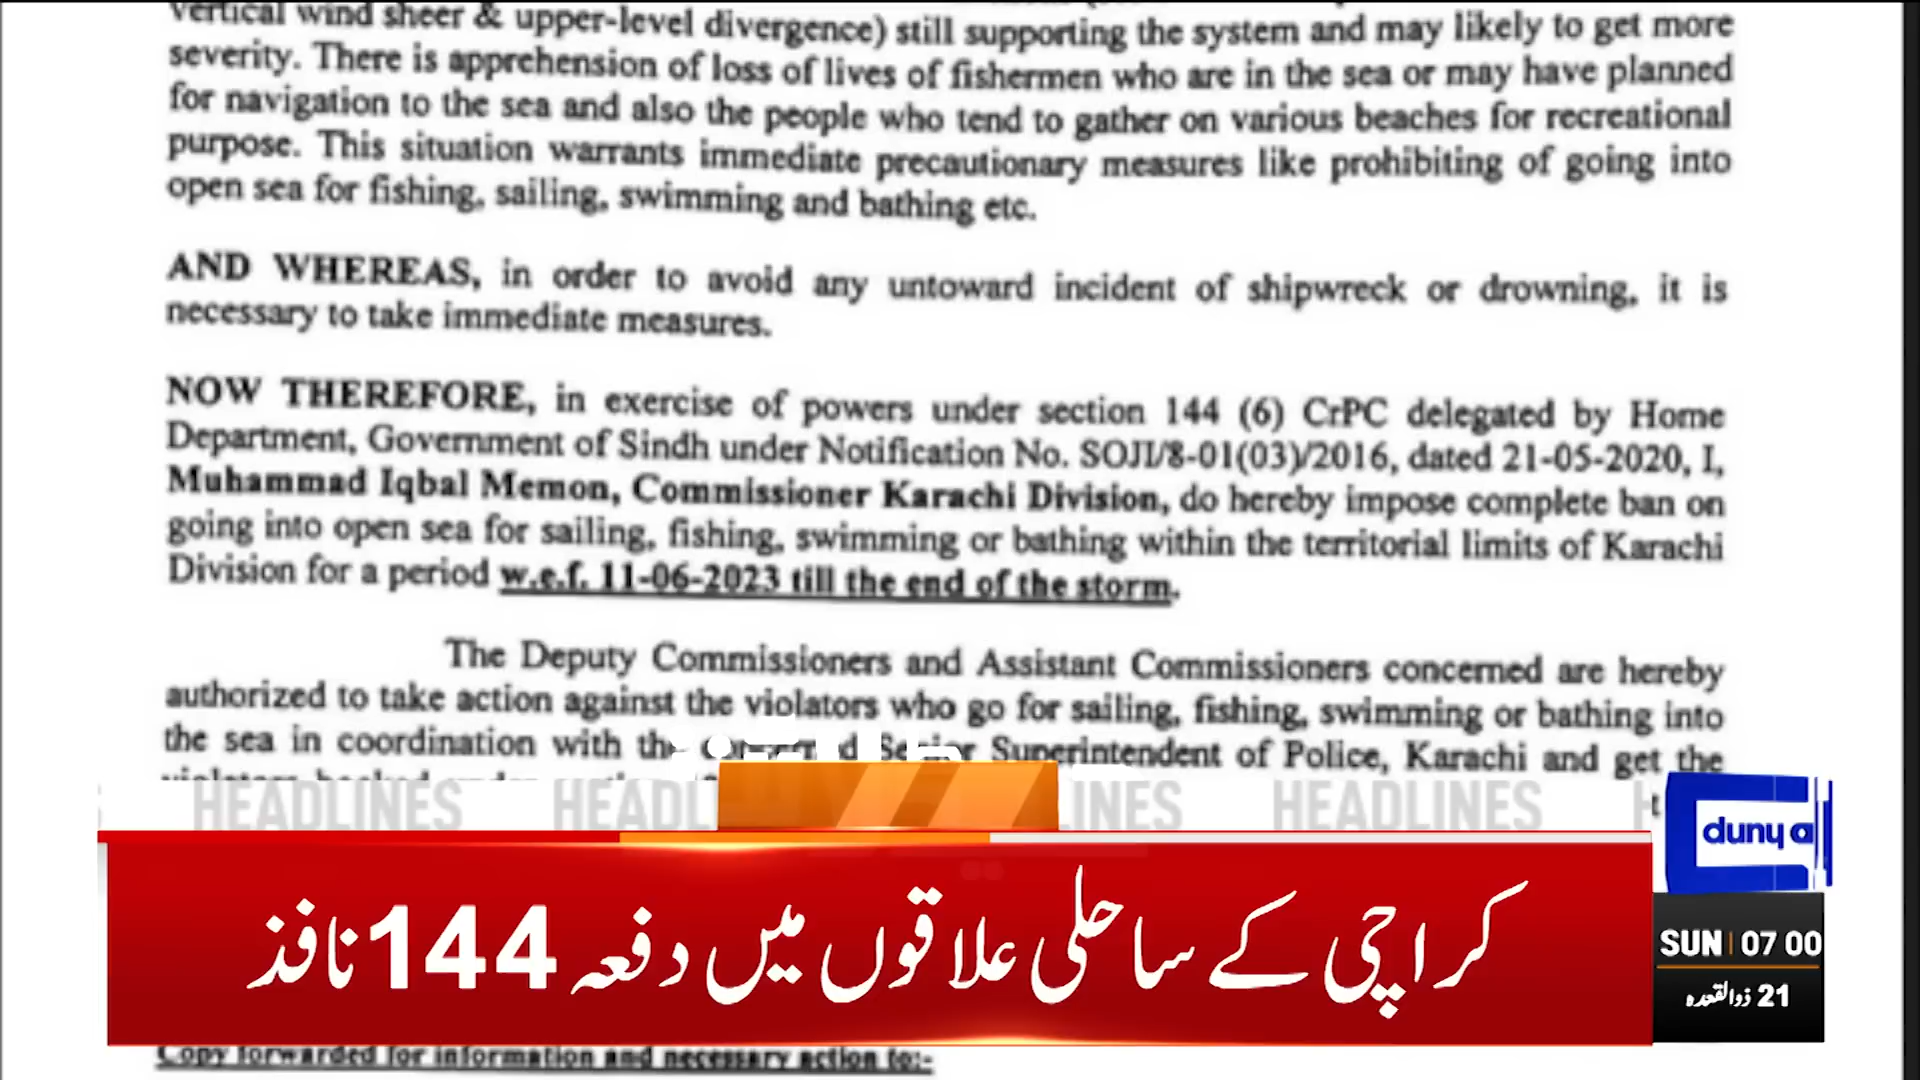 vertical wind sheer & upper-level divergence) still supporting the system and may likely to get more
severity. There is apprehension of loss of lives of fishermen who are in the sea or may have planned
for navigation to the sea and also the people who tend to gather on various beaches for recreational
purpose. This situation warrants immediate precautionary measures like prohibiting of going into
open sea for fishing, sailing, swimming and bathing etc.
AND WHEREAS, in order to avoid any untoward incident of shipwreck or drowning, it is
necessary to take immediate measures.
NOW THEREFORE, in exercise of powers under section 144 (6) CrPC delegated by Home
Department, Government of Sindh under Notification No. SOJI/8-01(03)/2016, dated 21-05-2020, I,
Muhammad Iqbal Memon, Commissioner Karachi Division, do hereby impose complete ban on
going into open sea for sailing, fishing, swimming or bathing within the territorial limits of Karachi
Division for a period w.e.f. 11-06-2023 till the end of the storm.
The Deputy Commissioners and Assistant Commissioners concerned are hereby
authorized to take action against the violators who go for sailing, fishing, swimming or bathing into
the sea in coordination with the concerned Senior Superintendent of Police, Karachi and get the
HEADLINES HEADLINES HEADLINES
dunya
کراچی کے ساحلی علاقوں میں دفعہ 144 نافذ
SUN 07 00
21 ذوالقعدہ
Copy forwarded for information and necessary action to:-